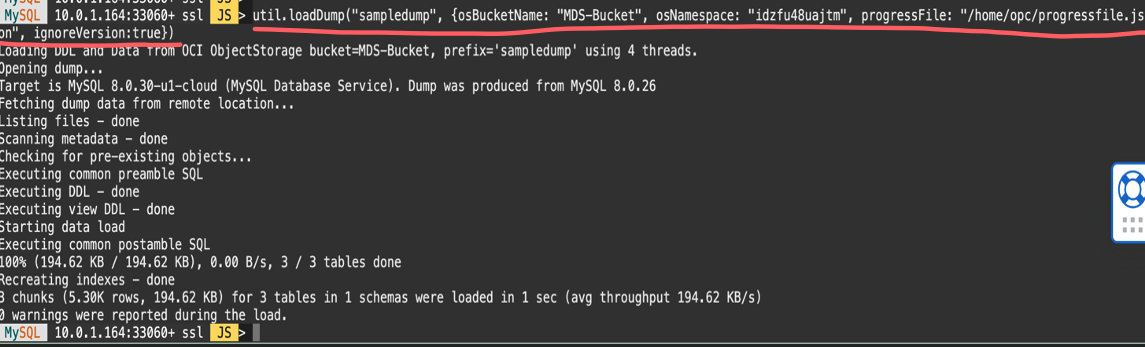 MySQL 10.0.1.164:33060+ ssl JS > util.loadDump("sampledump", {osBucketName: "MDS-Bucket", osNamespace: "idzfu48uajtm", progressFile: "/home/opc/progressfile.js
on", ignoreVersion:true})
Loading DDL and Data from OCI ObjectStorage bucket=MDS-Bucket, prefix='sampledump' using 4 threads.
Opening dump...
Target is MySQL 8.0.30-u1-cloud (MySQL Database Service). Dump was produced from MySQL 8.0.26
Fetching dump data from remote location...
Listing files - done
Scanning metadata - done
Checking for pre-existing objects...
Executing common preamble SQL
Executing DDL - done
Executing view DDL - done
Starting data load
Executing common postamble SQL
100% (194.62 KB / 194.62 KB), 0.00 B/s, 3 / 3 tables done
Recreating indexes - done
3 chunks (5.30K rows, 194.62 KB) for 3 tables in 1 schemas were loaded in 1 sec (avg throughput 194.62 KB/s)
0 warnings were reported during the load.
MySQL 10.0.1.164:33060+ ssl JS >